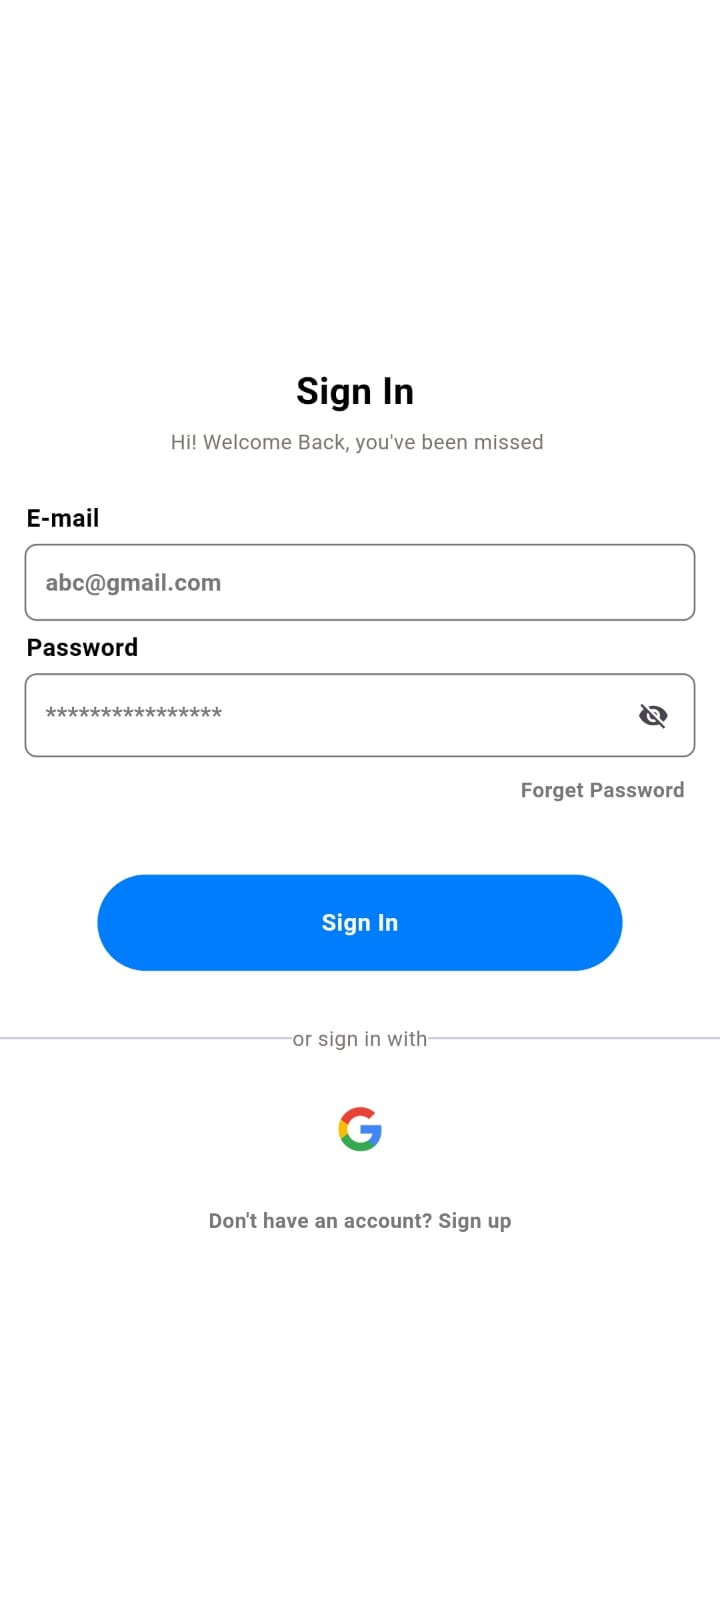 Sign In
Hi! Welcome Back, you've been missed
E-mail
abc@gmail.com
Password
****************
Forget Password
Sign In
or sign in with
Don't have an account? Sign up